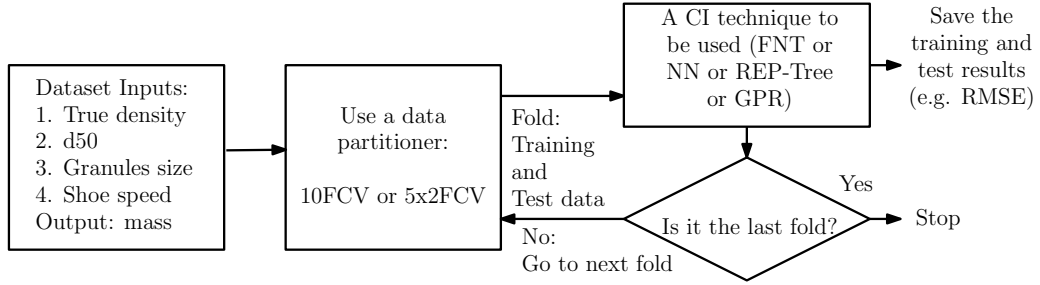 Dataset Inputs:
1. True density
2. d50
3. Granules size
4. Shoe speed
Output: mass
Use a data
partitioner:
10FCV or 5x2FCV
Fold:
Training
and
Test data
A CI technique to
be used (FNT or
NN or REP-Tree
or GPR)
Save the
training and
test results
(e.g. RMSE)
Is it the last fold?
Yes
Stop
No:
Go to next fold